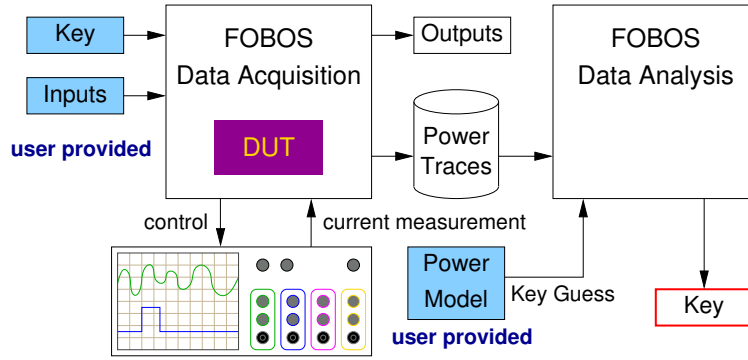 Key
Inputs
user provided
FOBOS
Data Acquisition
DUT
Outputs
Power
Traces
FOBOS
Data Analysis
control
current measurement
Power
Model
Key Guess
user provided
Key